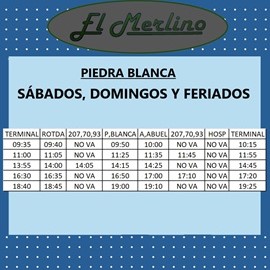 El Merlino
PIEDRA BLANCA
SÁBADOS, DOMINGOS Y FERIADOS
TERMINAL ROTDA 207,70,93 P,BLANCA A,ABUEL 207,70,93 HOSP TERMINAL
09:35 09:40 NO VA 09:50 10:00 NO VA NO VA 10:15
11:00 11:05 NO VA 11:25 11:35 11:45 NO VA 11:55
13:55 14:00 14:05 14:15 14:25 NO VA NO VA 14:45
16:30 16:35 NO VA 16:50 17:00 17:10 NO VA 17:20
18:40 18:45 NO VA 19:00 19:10 NO VA NO VA 19:25